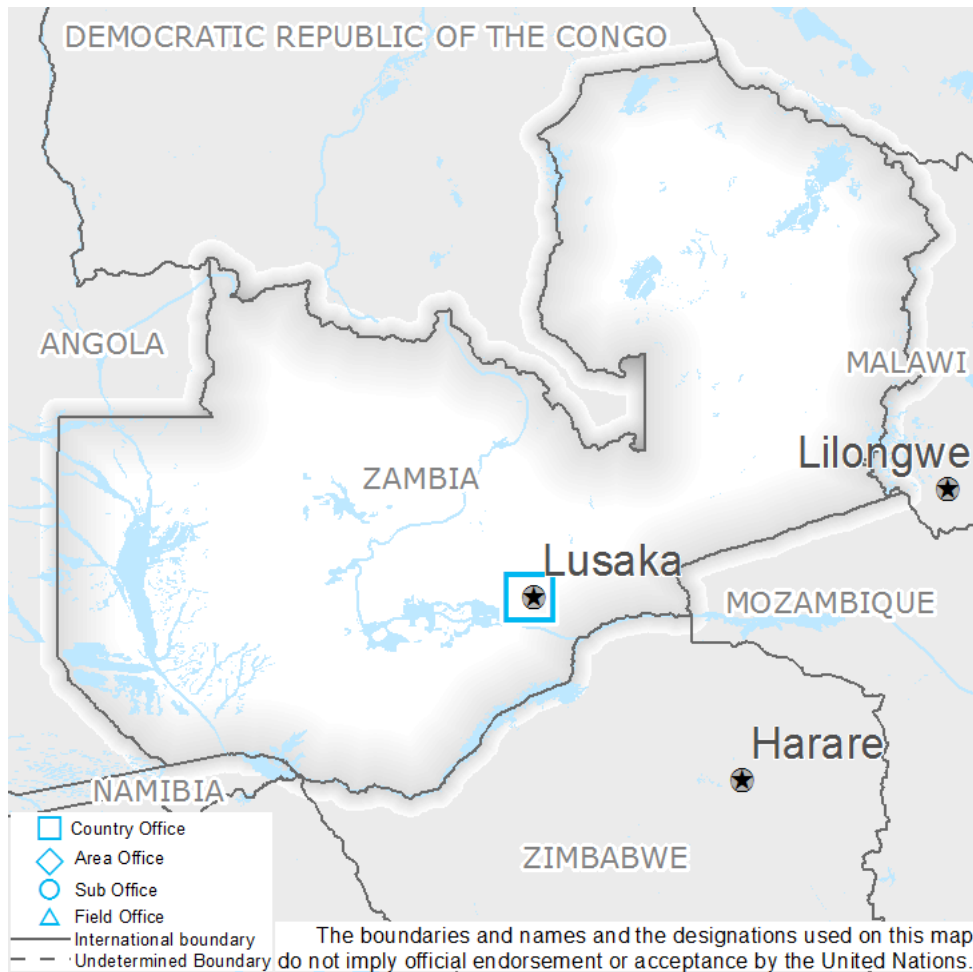 DEMOCRATIC REPUBLIC OF THE CONGO
ANGOLA
MALAWI
Lilongwe
ZAMBIA
Lusaka
MOZAMBIQUE
Harare
NAMIBIA
ZIMBABWE
Country Office
Area Office
Sub Office
Field Office
International boundary
Undetermined Boundary
The boundaries and names and the designations used on this map
do not imply official endorsement or acceptance by the United Nations.